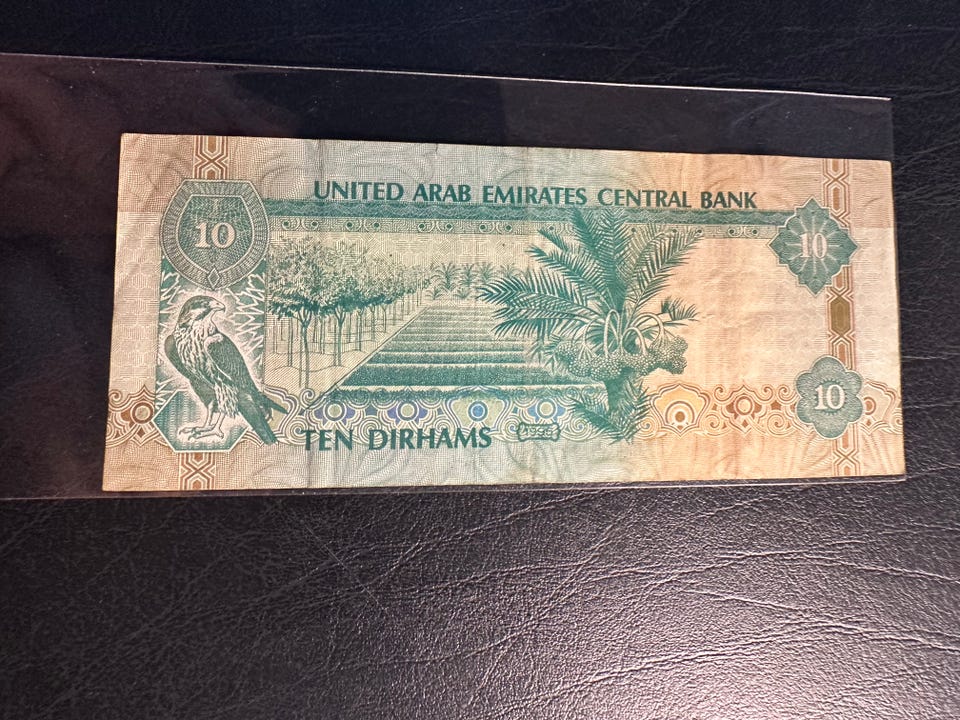 UNITED ARAB EMIRATES CENTRAL BANK
10
10
10
TEN DIRHAMS